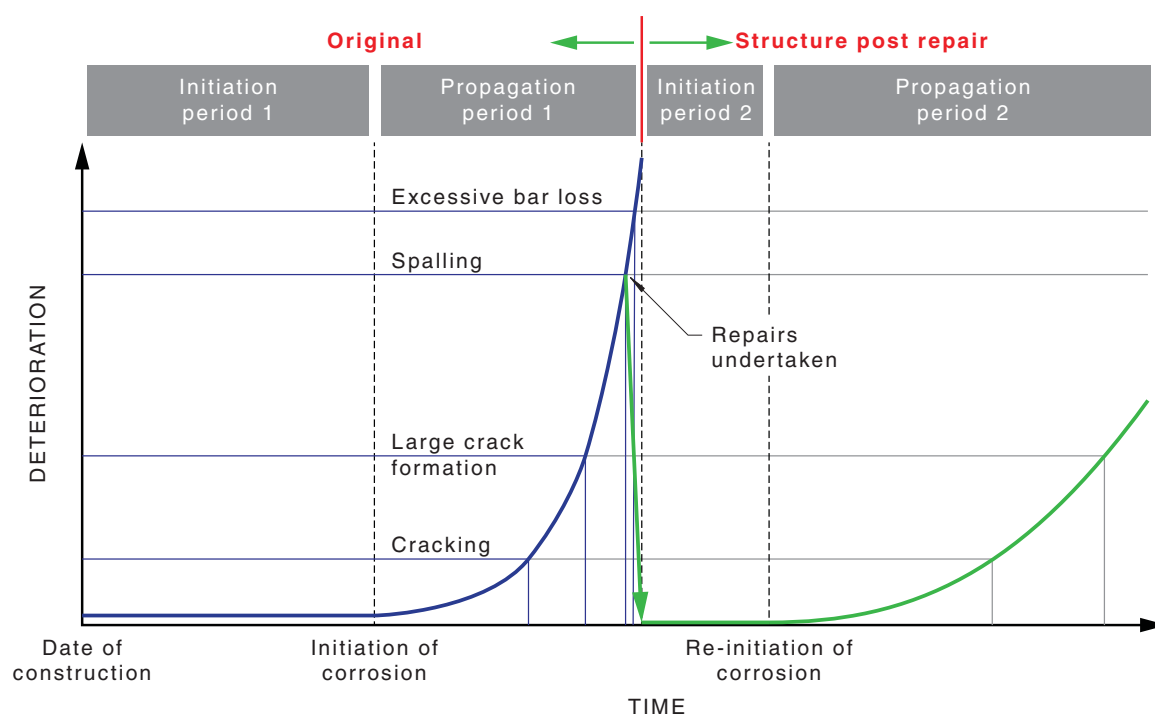 Original
Structure post repair
Initiation
period 1
Propagation
period 1
Initiation
period 2
Propagation
period 2
Excessive bar loss
Spalling
Repairs
undertaken
Large crack
formation
Cracking
DETERIORATION
Date of
construction
Initiation of
corrosion
Re-initiation of
corrosion
TIME